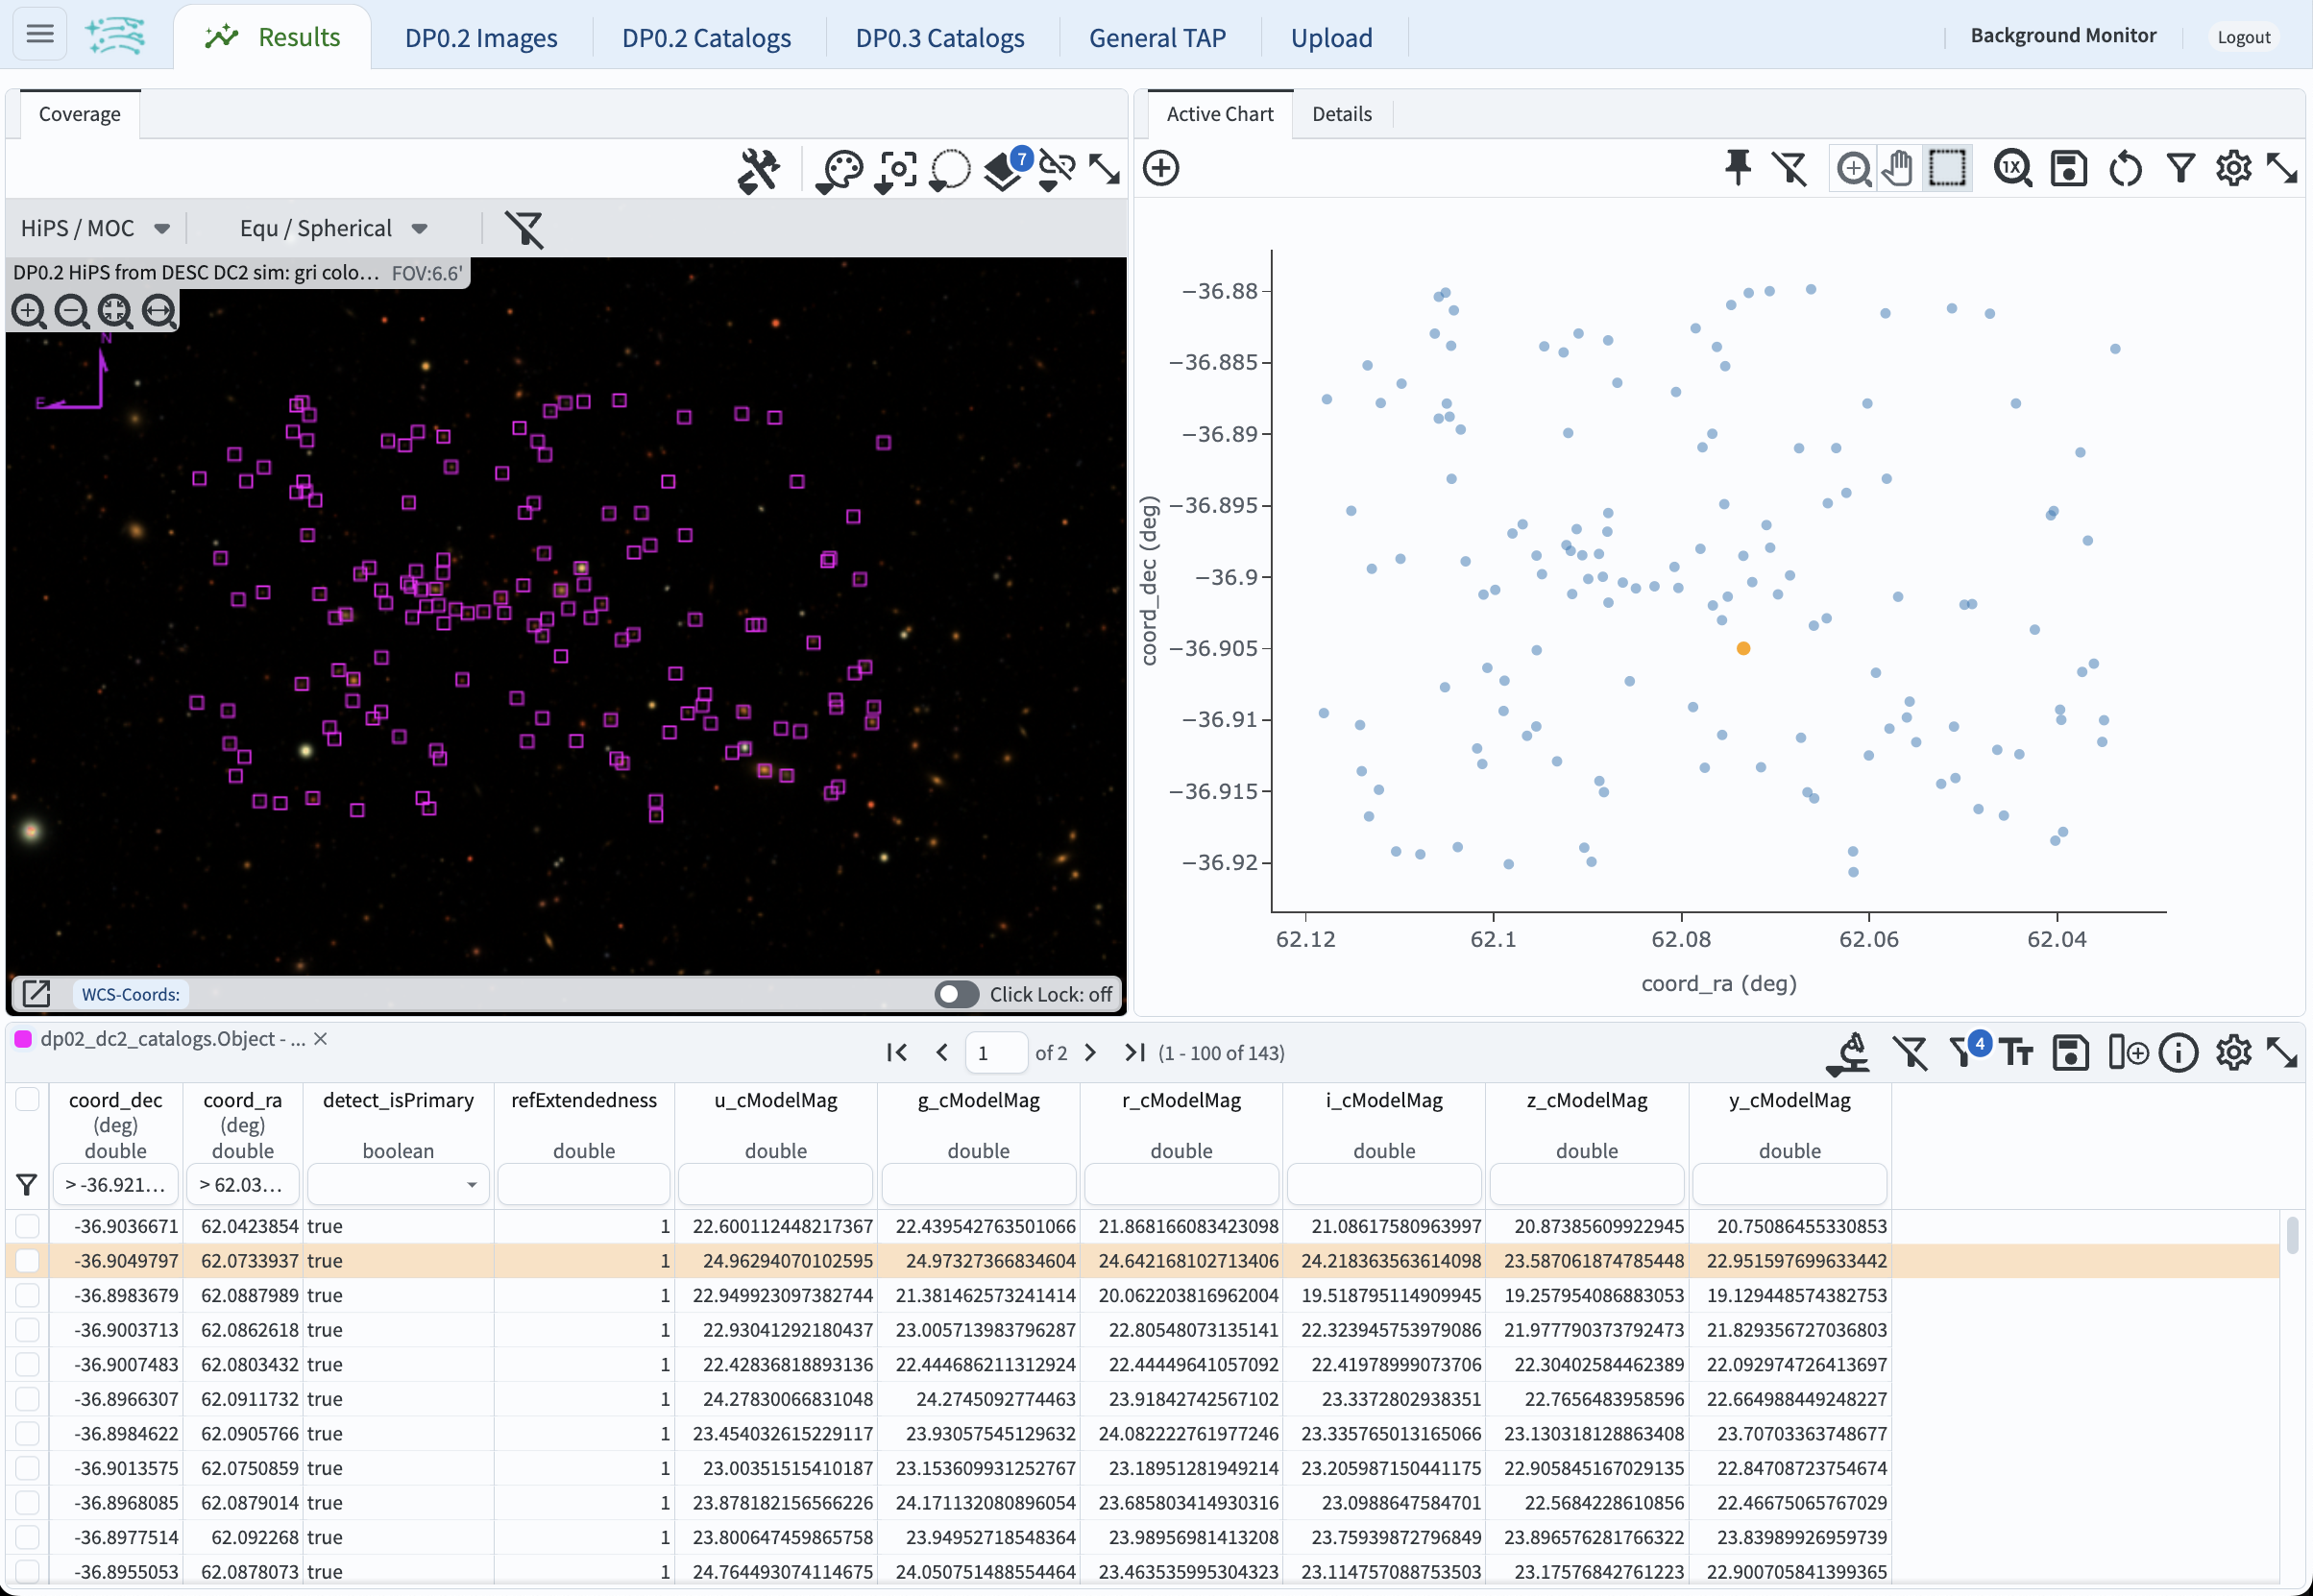 Results
DP0.2 Images
DP0.2 Catalogs
DP0.3 Catalogs
General TAP
Upload
Background Monitor
Logout
Coverage
7
HiPS / MOC
Equ / Spherical
DP0.2 HiPS from DESC DC2 sim: gri colo... FOV:6.6'
N
E
WCS-Coords:
Click Lock: off
Active Chart
Details
1X
coord_dec (deg)
−36.88
−36.885
−36.89
−36.895
−36.9
−36.905
−36.91
−36.915
−36.92
62.12 62.1 62.08 62.06 62.04
coord_ra (deg)
dp02_dc2_catalogs.Object - ...
1 of 2 (1 - 100 of 143)
4
coord_dec coord_ra detect_isPrimary refExtendedness u_cModelMag g_cModelMag r_cModelMag i_cModelMag z_cModelMag y_cModelMag
(deg) (deg)
double double boolean double double double double double double double
> -36.921... > 62.03...
-36.9036671 62.0423854 true 1 22.600112448217367 22.439542763501066 21.868166083423098 21.08617580963997 20.87385609922945 20.75086455330853
-36.9049797 62.0733937 true 1 24.96294070102595 24.97327366834604 24.642168102713406 24.218363563614098 23.587061874785448 22.951597699633442
-36.8983679 62.0887989 true 1 22.949923097382744 21.381462573241414 20.062203816962004 19.518795114909945 19.257954086883053 19.129448574382753
-36.9003713 62.0862618 true 1 22.93041292180437 23.005713983796287 22.80548073135141 22.323945753979086 21.977790373792473 21.829356727036803
-36.9007483 62.0803432 true 1 22.42836818893136 22.444686211312924 22.44449641057092 22.41978999073706 22.30402584462389 22.092974726413697
-36.8966307 62.0911732 true 1 24.27830066831048 24.2745092774463 23.91842742567102 23.3372802938351 22.7656483958596 22.664988449248227
-36.8984622 62.0905766 true 1 23.454032615229117 23.93057545129632 24.082222761977246 23.335765013165066 23.130318128863408 23.70703363748677
-36.9013575 62.0750859 true 1 23.00351515410187 23.153609931252767 23.18951281949214 23.205987150441175 22.905845167029135 22.84708723754674
-36.8968085 62.0879014 true 1 23.878182156566226 24.171132080896054 23.685803414930316 23.0988647584701 22.5684228610856 22.46675065767029
-36.8977514 62.092268 true 1 23.800647459865758 23.94952718548364 23.98956981413208 23.75939872796849 23.896576281766322 23.83989926959739
-36.8955053 62.0878073 true 1 24.764493074114675 24.050751488554464 23.463535995304323 23.114757088753503 23.17576842761223 22.900705841399365